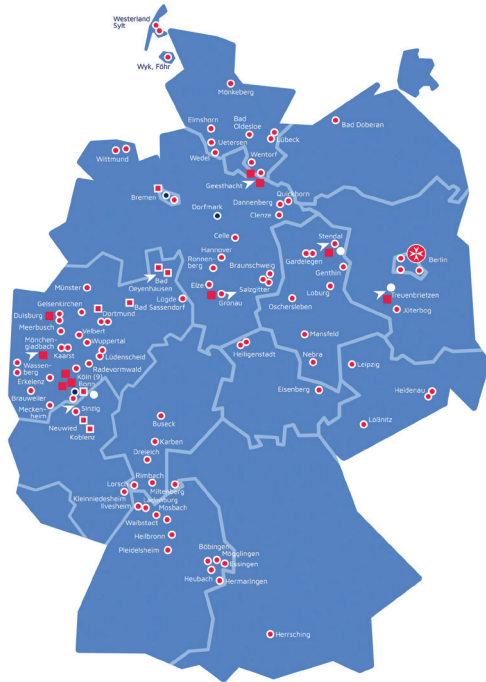 Westerland
Sylt
Wyk, Föhr
Mönkeberg
Elmshorn
Bad
Oldesloe
Bad Doberan
Uetersen
Lübeck
Wittmund
Wedel
Wentorf
Geesthacht
Bremen
Quickborn
Dannenberg
Dorfmark
Clenze
Celle
Stendal
Hannover
Ronnen-
berg
Braunschweig
Gardelegen
Berlin
Genthin
Bad
Oeynhausen
Münster
Elze
Salzgitter
Loburg
Treuenbrietzen
Gelsenkirchen
Lügde
Gronau
Oschersleben
Jüterbog
Duisburg
Dortmund
Bad Sassendorf
Meerbusch
Velbert
Mansfeld
Mönchen-
gladbach
Wuppertal
Kaarst
Lüdenscheid
Heiligenstadt
Nebra
Leipzig
Wassen-
berg
Radevormwald
Köln (9)
Erkelenz
Bonn
Eisenberg
Heidenau
Brauweiler
Mecken-
heim
Sinzig
Lößnitz
Neuwied
Koblenz
Buseck
Karben
Dreieich
Rimbach
Lorsch
Miltenberg
Kleinniedesheim
Ladenburg
Ilvesheim
Mosbach
Waibstadt
Heilbronn
Pleidelsheim
Böbingen
Mögglingen
Essingen
Heubach
Hermaringen
Herrsching